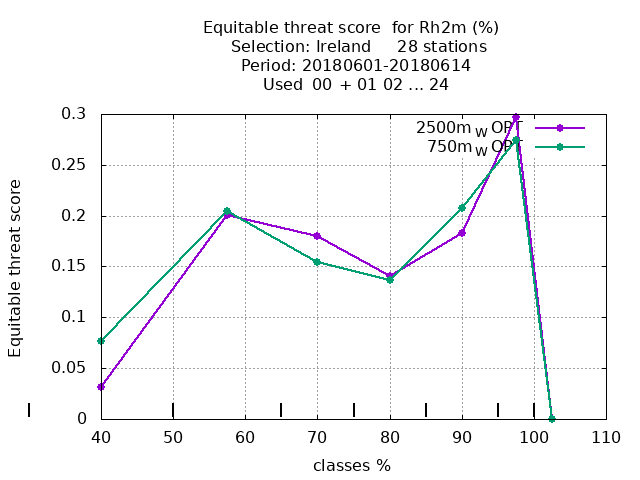 Equitable threat score  for Rh2m (%)
Selection: Ireland     28 stations
Period: 20180601-20180614
Used  00 + 01 02 ... 24
2500m W OPT
750m W OPT
Equitable threat score
0.3
0.25
0.2
0.15
0.1
0.05
0
40 50 60 70 80 90 100 110
classes %